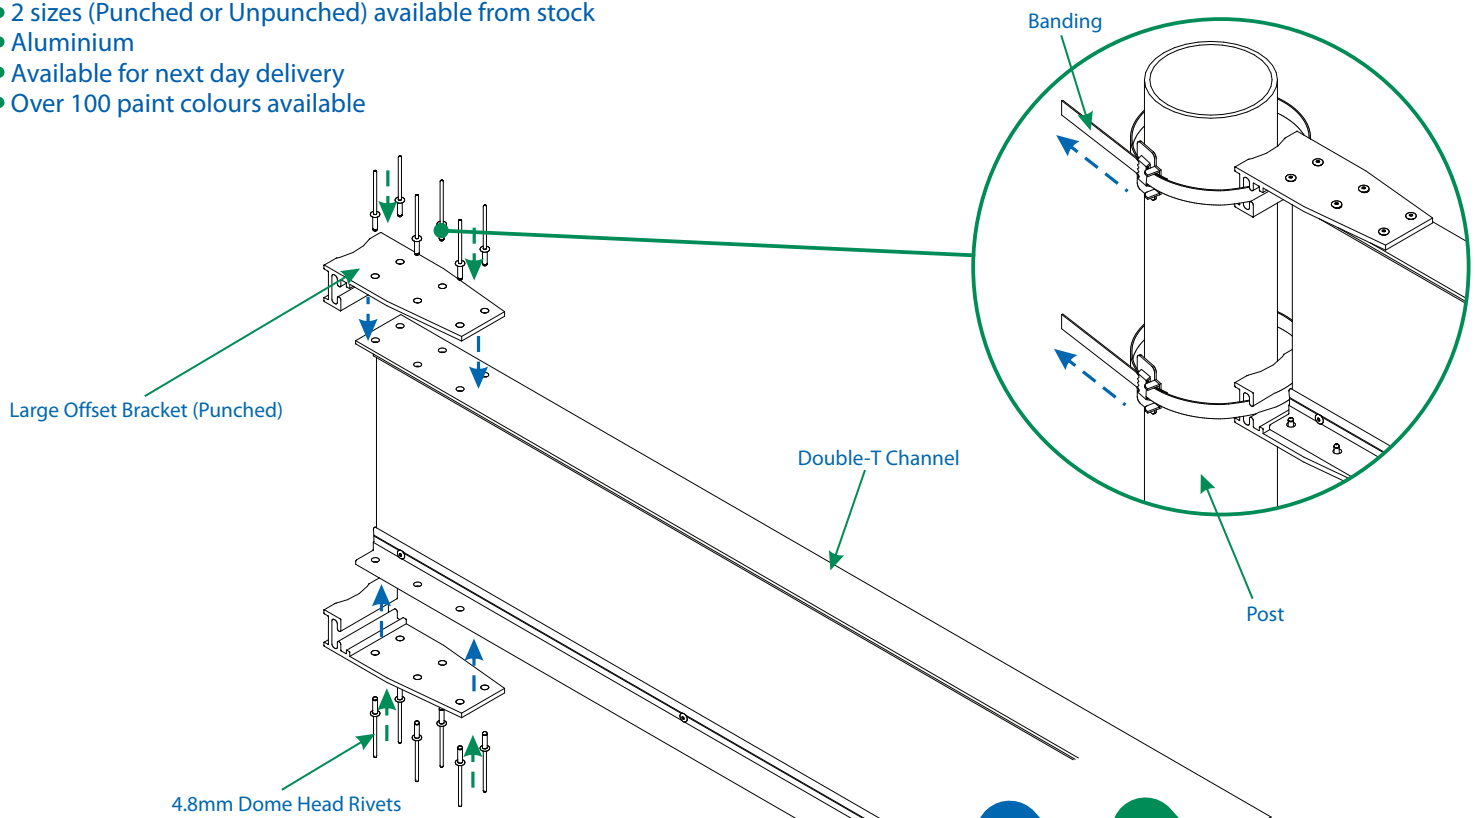 • 2 sizes (Punched or Unpunched) available from stock
• Aluminium
• Available for next day delivery
• Over 100 paint colours available
Banding
Large Offset Bracket (Punched)
Double-T Channel
Post
4.8mm Dome Head Rivets